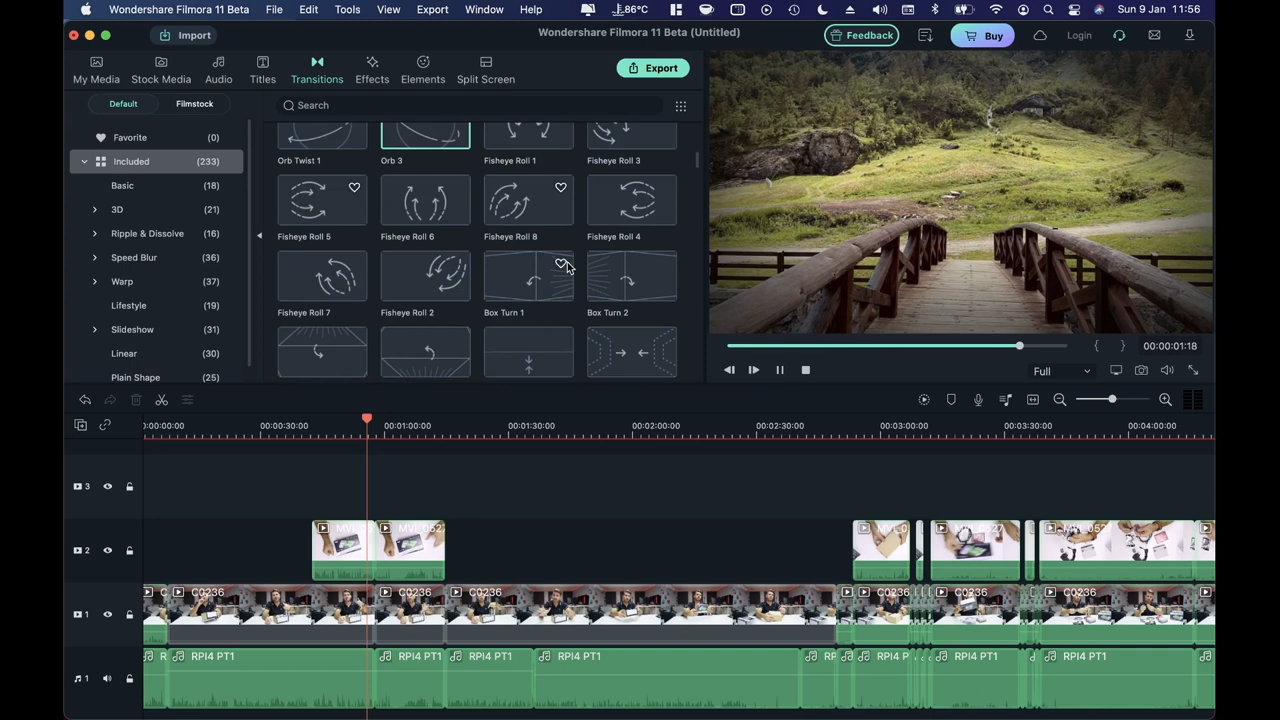 Wondershare Filmora 11 Beta File Edit Tools View Export Window Help 86°C Sun 9 Jan 11:56
Import Wondershare Filmora 11 Beta (Untitled) Feedback Buy Login
My Media Stock Media Audio Titles Transitions Effects Elements Split Screen Export
Default Filmstock Search
Favorite (0)
Included (233)
Basic (18)
3D (21)
Ripple & Dissolve (16)
Speed Blur (36)
Warp (37)
Lifestyle (19)
Slideshow (31)
Linear (30)
Plain Shape (25)
Orb Twist 1 Orb 3 Fisheye Roll 1 Fisheye Roll 3
Fisheye Roll 5 Fisheye Roll 6 Fisheye Roll 8 Fisheye Roll 4
Fisheye Roll 7 Fisheye Roll 2 Box Turn 1 Box Turn 2
00:00:01:18
Full
:00:00:00 00:00:30:00 00:01:00:00 00:01:30:00 00:02:00:00 00:02:30:00 00:03:00:00 00:03:30:00 00:04:00:00
3
2
1 C C0236 C0236 C0236 C0236 C0236 C0236
1 R RPI4 PT1 RPI4 PT1 RPI4 PT1 RPI4 PT1 RP RPI4 P RPI4 PT1 RPI4 PT1